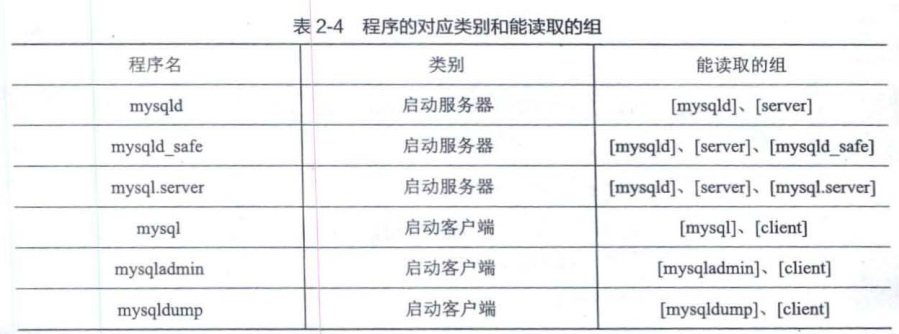 表 2-4 程序的对应类别和能读取的组
程序名 类别 能读取的组
mysqld 启动服务器 [mysqld]、[server]
mysqld_safe 启动服务器 [mysqld]、[server]、[mysqld_safe]
mysql.server 启动服务器 [mysqld]、[server]、[mysql.server]
mysql 启动客户端 [mysql]、[client]
mysqladmin 启动客户端 [mysqladmin]、[client]
mysqldump 启动客户端 [mysqldump]、[client]